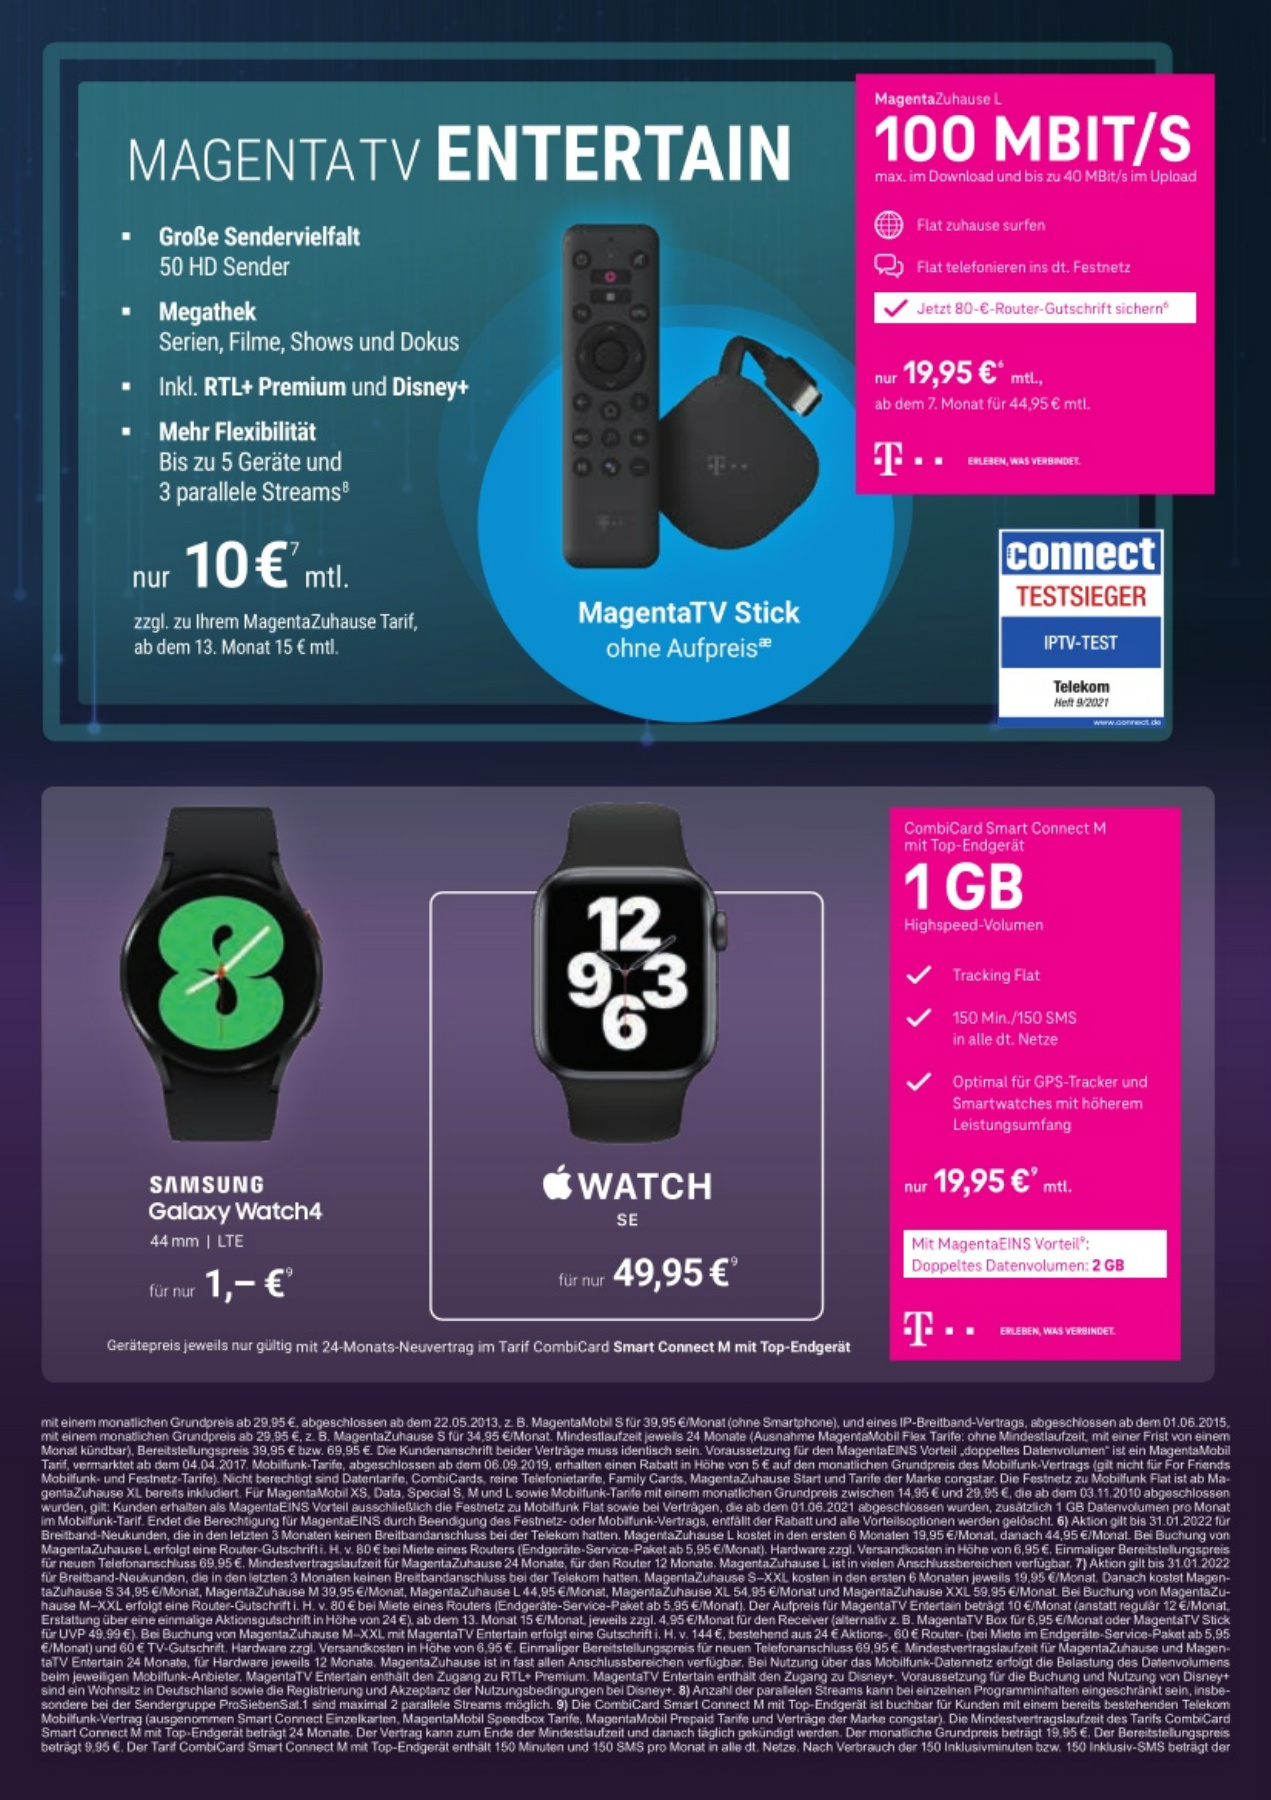 MAGENTATV ENTERTAIN
▪ Große Sendervielfalt
50 HD Sender
▪ Megathek
Serien, Filme, Shows und Dokus
▪ Inkl. RTL+ Premium und Disney+
▪ Mehr Flexibilität
Bis zu 5 Geräte und
3 parallele Streams⁸
nur 10 €⁷ mtl.
zzgl. zu Ihrem MagentaZuhause Tarif,
ab dem 13. Monat 15 € mtl.
MagentaTV Stick
ohne Aufpreisᵆ
MagentaZuhause L
100 MBIT/S
max. im Download und bis zu 40 MBit/s im Upload
Flat zuhause surfen
Flat telefonieren ins dt. Festnetz
Jetzt 80-€-Router-Gutschrift sichern⁶
nur 19,95 €⁶ mtl.,
ab dem 7. Monat für 44,95 € mtl.
ERLEBEN, WAS VERBINDET.
connect
TESTSIEGER
IPTV-TEST
Telekom
Heft 9/2021
www.connect.de
12
9 3
6
SAMSUNG
Galaxy Watch4
44 mm | LTE
für nur 1,– €⁹
WATCH
SE
für nur 49,95 €⁹
Gerätepreis jeweils nur gültig mit 24-Monats-Neuvertrag im Tarif CombiCard Smart Connect M mit Top-Endgerät
CombiCard Smart Connect M
mit Top-Endgerät
1 GB
Highspeed-Volumen
Tracking Flat
150 Min./150 SMS
in alle dt. Netze
Optimal für GPS-Tracker und
Smartwatches mit höherem
Leistungsumfang
nur 19,95 €⁹ mtl.
Mit MagentaEINS Vorteil⁹:
Doppeltes Datenvolumen: 2 GB
ERLEBEN, WAS VERBINDET.
mit einem monatlichen Grundpreis ab 29,95 €, abgeschlossen ab dem 22.05.2013, z. B. MagentaMobil S für 39,95 €/Monat (ohne Smartphone), und eines IP-Breitband-Vertrags, abgeschlossen ab dem 01.06.2015,
mit einem monatlichen Grundpreis ab 29,95 €, z. B. MagentaZuhause S für 34,95 €/Monat. Mindestlaufzeit jeweils 24 Monate (Ausnahme MagentaMobil Flex Tarife: ohne Mindestlaufzeit, mit einer Frist von einem
Monat kündbar), Bereitstellungspreis 39,95 € bzw. 69,95 €. Die Kundenanschrift beider Verträge muss identisch sein. Voraussetzung für den MagentaEINS Vorteil „doppeltes Datenvolumen" ist ein MagentaMobil
Tarif, vermarktet ab dem 04.04.2017. Mobilfunk-Tarife, abgeschlossen ab dem 06.09.2019, erhalten einen Rabatt in Höhe von 5 € auf den monatlichen Grundpreis des Mobilfunk-Vertrags (gilt nicht für For Friends
Mobilfunk- und Festnetz-Tarife). Nicht berechtigt sind Datentarife, CombiCards, reine Telefonietarife, Family Cards, MagentaZuhause Start und Tarife der Marke congstar. Die Festnetz zu Mobilfunk Flat ist ab Ma-
gentaZuhause XL bereits inkludiert. Für MagentaMobil XS, Data, Special S, M und L sowie Mobilfunk-Tarife mit einem monatlichen Grundpreis zwischen 14,95 € und 29,95 €, die ab dem 03.11.2010 abgeschlossen
wurden, gilt: Kunden erhalten als MagentaEINS Vorteil ausschließlich die Festnetz zu Mobilfunk Flat sowie bei Verträgen, die ab dem 01.06.2021 abgeschlossen wurden, zusätzlich 1 GB Datenvolumen pro Monat
im Mobilfunk-Tarif. Endet die Berechtigung für MagentaEINS durch Beendigung des Festnetz- oder Mobilfunk-Vertrags, entfällt der Rabatt und alle Vorteilsoptionen werden gelöscht. 6) Aktion gilt bis 31.01.2022 für
Breitband-Neukunden, die in den letzten 3 Monaten keinen Breitbandanschluss bei der Telekom hatten. MagentaZuhause L kostet in den ersten 6 Monaten 19,95 €/Monat, danach 44,95 €/Monat. Bei Buchung von
MagentaZuhause L erfolgt eine Router-Gutschrift i. H. v. 80 € bei Miete eines Routers (Endgeräte-Service-Paket ab 5,95 €/Monat). Hardware zzgl. Versandkosten in Höhe von 6,95 €. Einmaliger Bereitstellungspreis
für neuen Telefonanschluss 69,95 €. Mindestvertragslaufzeit für MagentaZuhause 24 Monate, für den Router 12 Monate. MagentaZuhause L ist in vielen Anschlussbereichen verfügbar. 7) Aktion gilt bis 31.01.2022
für Breitband-Neukunden, die in den letzten 3 Monaten keinen Breitbandanschluss bei der Telekom hatten. MagentaZuhause S–XXL kosten in den ersten 6 Monaten jeweils 19,95 €/Monat. Danach kostet Magen-
taZuhause S 34,95 €/Monat, MagentaZuhause M 39,95 €/Monat, MagentaZuhause L 44,95 €/Monat, MagentaZuhause XL 54,95 €/Monat und MagentaZuhause XXL 59,95 €/Monat. Bei Buchung von MagentaZu-
hause M–XXL erfolgt eine Router-Gutschrift i. H. v. 80 € bei Miete eines Routers (Endgeräte-Service-Paket ab 5,95 €/Monat). Der Aufpreis für MagentaTV Entertain beträgt 10 €/Monat (anstatt regulär 12 €/Monat,
Erstattung über eine einmalige Aktionsgutschrift in Höhe von 24 €), ab dem 13. Monat 15 €/Monat, jeweils zzgl. 4,95 €/Monat für den Receiver (alternativ z. B. MagentaTV Box für 6,95 €/Monat oder MagentaTV Stick
für UVP 49,99 €). Bei Buchung von MagentaZuhause M–XXL mit MagentaTV Entertain erfolgt eine Gutschrift i. H. v. 144 €, bestehend aus 24 € Aktions-, 60 € Router- (bei Miete im Endgeräte-Service-Paket ab 5,95
€/Monat) und 60 € TV-Gutschrift. Hardware zzgl. Versandkosten in Höhe von 6,95 €. Einmaliger Bereitstellungspreis für neuen Telefonanschluss 69,95 €. Mindestvertragslaufzeit für MagentaZuhause und Magen-
taTV Entertain 24 Monate, für Hardware jeweils 12 Monate. MagentaZuhause ist in fast allen Anschlussbereichen verfügbar. Bei Nutzung über das Mobilfunk-Datennetz erfolgt die Belastung des Datenvolumens
beim jeweiligen Mobilfunk-Anbieter. MagentaTV Entertain enthält den Zugang zu RTL+ Premium. MagentaTV Entertain enthält den Zugang zu Disney+. Voraussetzung für die Buchung und Nutzung von Disney+
sind ein Wohnsitz in Deutschland sowie die Registrierung und Akzeptanz der Nutzungsbedingungen bei Disney+. 8) Anzahl der parallelen Streams kann bei einzelnen Programminhalten eingeschränkt sein, insbe-
sondere bei der Sendergruppe ProSiebenSat.1 sind maximal 2 parallele Streams möglich. 9) Die CombiCard Smart Connect M mit Top-Endgerät ist buchbar für Kunden mit einem bereits bestehenden Telekom
Mobilfunk-Vertrag (ausgenommen Smart Connect Einzelkarten, MagentaMobil Speedbox Tarife, MagentaMobil Prepaid Tarife und Verträge der Marke congstar). Die Mindestvertragslaufzeit des Tarifs CombiCard
Smart Connect M mit Top-Endgerät beträgt 24 Monate. Der Vertrag kann zum Ende der Mindestlaufzeit und danach täglich gekündigt werden. Der monatliche Grundpreis beträgt 19,95 €. Der Bereitstellungspreis
beträgt 9,95 €. Der Tarif CombiCard Smart Connect M mit Top-Endgerät enthält 150 Minuten und 150 SMS pro Monat in alle dt. Netze. Nach Verbrauch der 150 Inklusivminuten bzw. 150 Inklusiv-SMS beträgt der